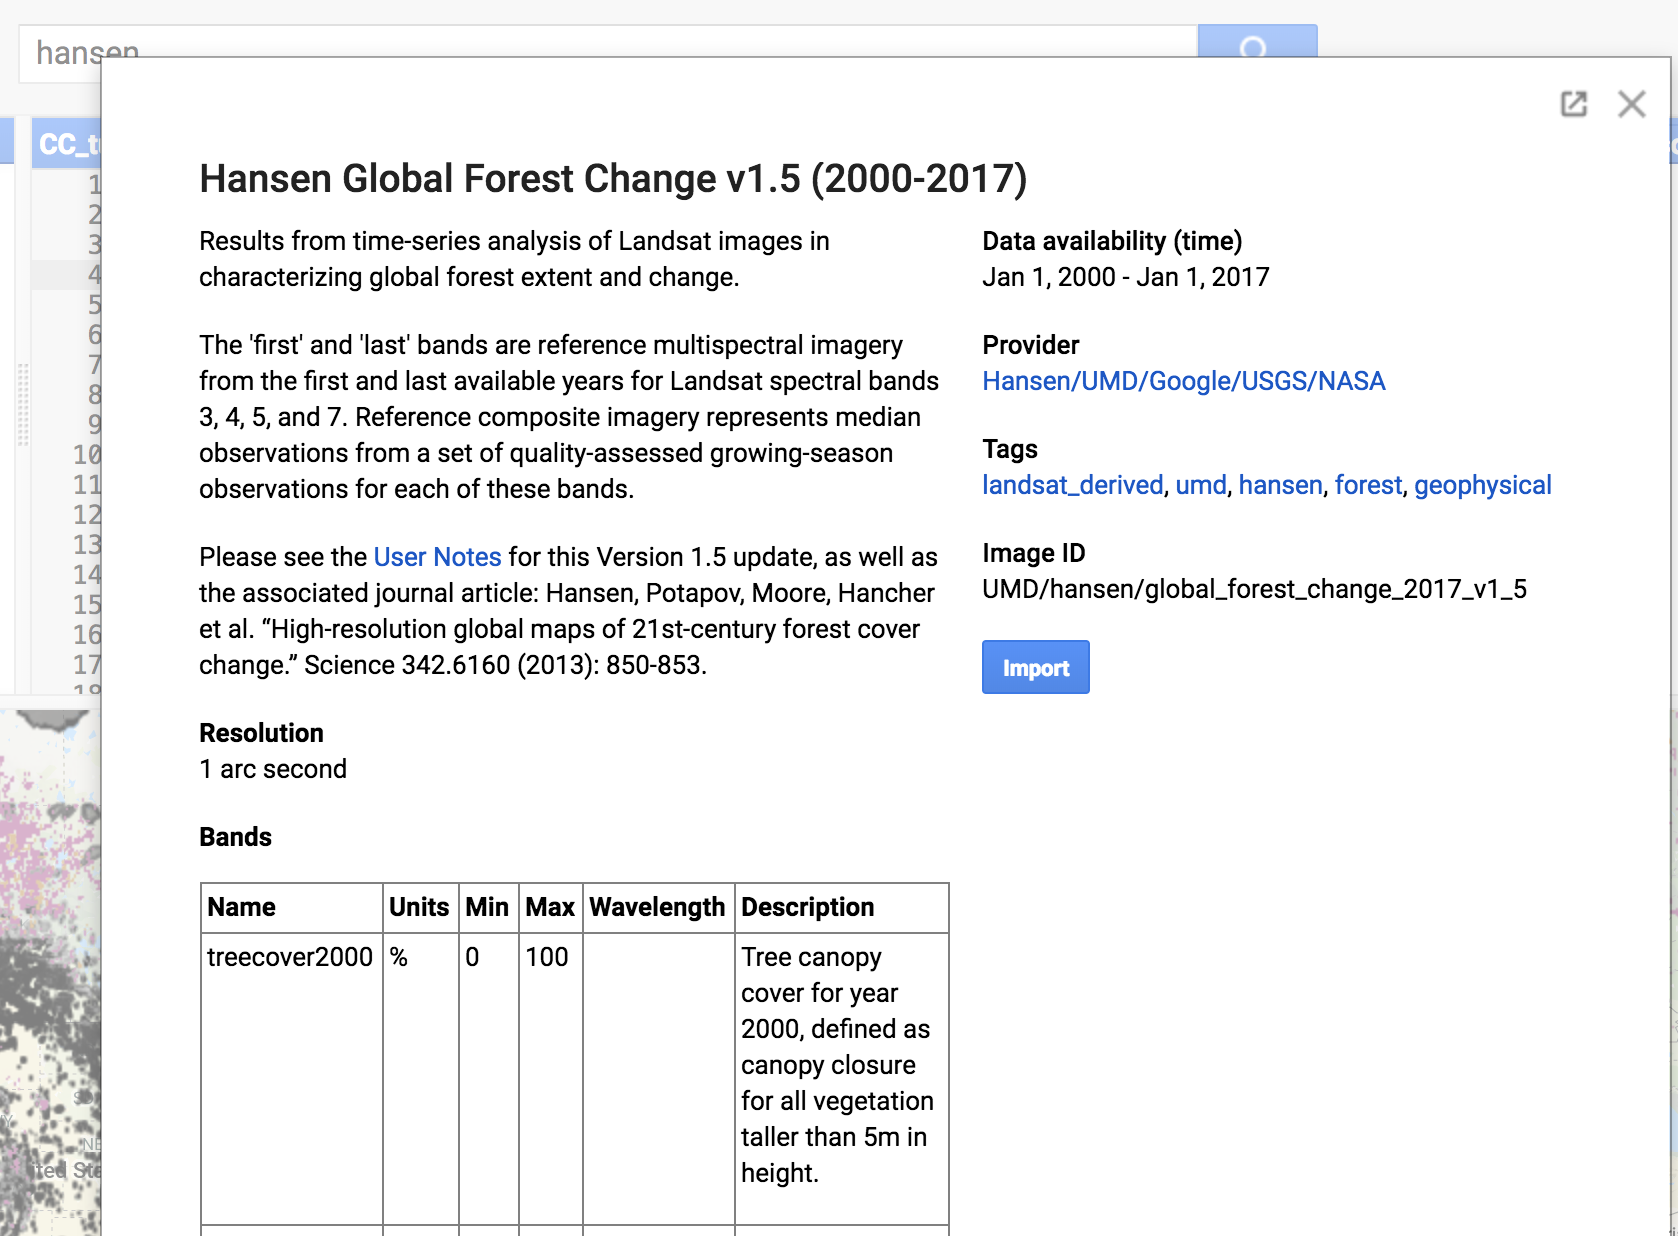 hansen
CC_t
1
2
3
4
5
6
7
8
9
10
11
12
13
14
15
16
17
18
Hansen Global Forest Change v1.5 (2000-2017)
Results from time-series analysis of Landsat images in
characterizing global forest extent and change.
The 'first' and 'last' bands are reference multispectral imagery
from the first and last available years for Landsat spectral bands
3, 4, 5, and 7. Reference composite imagery represents median
observations from a set of quality-assessed growing-season
observations for each of these bands.
Please see the User Notes for this Version 1.5 update, as well as
the associated journal article: Hansen, Potapov, Moore, Hancher
et al. “High-resolution global maps of 21st-century forest cover
change.” Science 342.6160 (2013): 850-853.
Resolution
1 arc second
Bands
Name Units Min Max Wavelength Description
treecover2000 % 0 100 Tree canopy
cover for year
2000, defined as
canopy closure
for all vegetation
taller than 5m in
height.
Data availability (time)
Jan 1, 2000 - Jan 1, 2017
Provider
Hansen/UMD/Google/USGS/NASA
Tags
landsat_derived, umd, hansen, forest, geophysical
Image ID
UMD/hansen/global_forest_change_2017_v1_5
Import